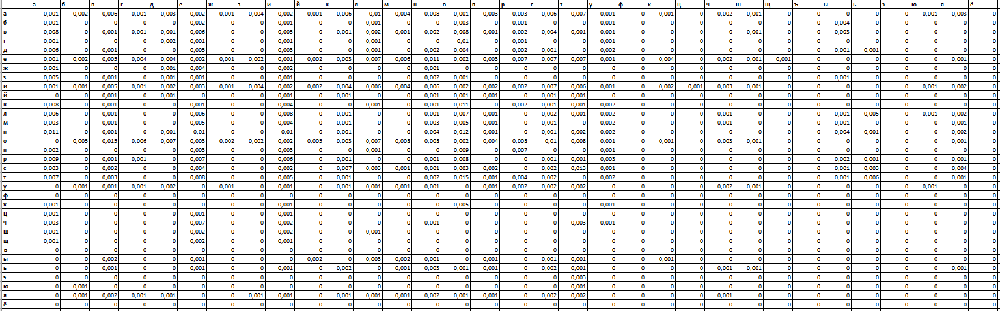 а б в г д е ж з и й к л м н о п р с т у ф х ц ч ш щ ъ ы ь э ю я ё
а 0,001 0,002 0,006 0,001 0,003 0,002 0,001 0,004 0,002 0,001 0,006 0,01 0,004 0,008 0,001 0,003 0,003 0,006 0,007 0,001 0 0,001 0 0,002 0,001 0 0 0 0 0 0,001 0,003 0
б 0,001 0 0 0 0 0,002 0 0 0,001 0 0 0,001 0 0 0,003 0 0,001 0 0 0,001 0 0 0 0 0 0 0 0,004 0 0 0 0 0
в 0,008 0 0,001 0,001 0,001 0,006 0 0 0,005 0 0,001 0,002 0,001 0,002 0,008 0,001 0,002 0,004 0,001 0,001 0 0 0 0 0,001 0 0 0,003 0 0 0 0 0
г 0,001 0 0 0 0,002 0,001 0 0 0,001 0 0 0,001 0 0 0,01 0 0,001 0 0 0,001 0 0 0 0 0 0 0 0 0 0 0 0 0
д 0,006 0 0,001 0 0 0,005 0 0 0,003 0 0 0,001 0 0,002 0,004 0 0,002 0,001 0 0,002 0 0 0 0 0 0 0 0,001 0,001 0 0 0 0
е 0,001 0,002 0,005 0,004 0,004 0,002 0,001 0,002 0,001 0,002 0,003 0,007 0,006 0,011 0,002 0,003 0,007 0,007 0,007 0,001 0 0,004 0 0,002 0,001 0,001 0 0 0 0 0 0,001 0
ж 0,001 0 0 0 0,001 0,004 0 0 0,002 0 0 0 0 0,001 0 0 0 0 0 0 0 0 0 0 0 0 0 0 0 0 0 0 0
з 0,005 0 0,001 0 0,001 0,001 0 0 0,001 0 0 0 0 0,002 0,001 0 0 0 0 0 0 0 0 0 0 0 0 0,001 0 0 0 0 0
и 0,001 0,001 0,005 0,001 0,002 0,003 0,001 0,004 0,002 0,002 0,004 0,006 0,004 0,006 0,002 0,002 0,002 0,007 0,006 0,001 0 0,002 0,001 0,003 0,001 0 0 0 0 0 0,001 0,002 0
й 0 0 0,001 0 0,001 0 0 0 0,001 0 0,001 0 0 0,001 0,001 0,001 0 0,001 0,001 0 0 0 0 0 0 0 0 0 0 0 0 0 0
к 0,008 0 0,001 0 0 0,001 0 0 0,004 0 0 0,001 0 0,001 0,011 0 0,002 0,001 0,001 0,002 0 0 0 0 0 0 0 0 0 0 0 0 0
л 0,006 0 0,001 0 0 0,006 0 0 0,008 0 0,001 0 0 0,001 0,007 0,001 0 0,002 0,001 0,002 0 0 0 0,001 0 0 0 0,001 0,005 0 0,001 0,002 0
м 0,003 0 0,001 0 0 0,005 0 0 0,004 0 0,001 0 0 0,003 0,005 0,001 0 0,001 0 0,002 0 0 0 0,001 0 0 0 0,001 0 0 0 0,001 0
н 0,011 0 0,001 0 0,001 0,01 0 0 0,01 0 0,001 0 0 0,004 0,012 0,001 0 0,001 0,002 0,002 0 0 0 0 0 0 0 0,004 0,001 0 0 0,002 0
о 0 0,005 0,015 0,006 0,007 0,003 0,002 0,002 0,002 0,005 0,003 0,007 0,008 0,008 0,002 0,004 0,008 0,01 0,008 0,001 0 0,001 0 0,003 0,001 0 0 0 0 0 0 0,001 0
п 0,002 0 0 0 0 0,003 0 0 0,003 0 0 0,001 0 0 0,009 0 0,007 0 0 0,001 0 0 0 0 0 0 0 0 0 0 0 0 0
р 0,009 0 0,001 0,001 0 0,007 0 0 0,006 0 0,001 0 0 0,001 0,008 0 0 0,001 0,001 0,003 0 0 0 0 0 0 0 0,002 0,001 0 0 0,001 0
с 0,003 0 0,002 0 0 0,004 0 0 0,002 0 0,007 0,003 0,001 0,001 0,003 0,002 0 0,002 0,013 0,001 0 0 0 0 0 0 0 0,001 0,003 0 0 0,004 0
т 0,007 0 0,003 0 0 0,008 0 0 0,005 0 0,001 0 0 0,002 0,015 0,001 0,004 0,002 0 0,002 0 0 0 0 0 0 0 0,001 0,006 0 0 0,001 0
у 0 0,001 0,001 0,001 0,002 0 0,001 0 0,001 0 0,001 0,001 0,001 0,001 0 0,001 0,002 0,002 0,002 0 0 0 0 0,002 0,001 0 0 0 0 0 0,001 0 0
ф 0 0 0 0 0 0 0 0 0 0 0 0 0 0 0 0 0 0 0 0 0 0 0 0 0 0 0 0 0 0 0 0 0
х 0,001 0 0 0 0 0 0 0 0,001 0 0 0 0 0 0,005 0 0 0 0 0,001 0 0 0 0 0 0 0 0 0 0 0 0 0
ц 0,001 0 0 0 0 0,001 0 0 0,001 0 0 0 0 0 0 0 0 0 0 0 0 0 0 0 0 0 0 0 0 0 0 0 0
ч 0,003 0 0 0 0 0,007 0 0 0,002 0 0 0 0 0,001 0 0 0 0 0,003 0,001 0 0 0 0 0 0 0 0 0 0 0 0 0
ш 0,001 0 0 0 0 0,002 0 0 0,002 0 0 0,001 0 0 0 0 0 0 0 0 0 0 0 0 0 0 0 0 0 0 0 0 0
щ 0,001 0 0 0 0 0,002 0 0 0,001 0 0 0 0 0 0 0 0 0 0 0 0 0 0 0 0 0 0 0 0 0 0 0 0
ъ 0 0 0 0 0 0 0 0 0 0 0 0 0 0 0 0 0 0 0 0 0 0 0 0 0 0 0 0 0 0 0 0 0
ы 0 0 0,002 0 0 0,001 0 0 0 0,002 0 0,003 0,002 0,001 0 0,001 0 0,001 0,001 0 0 0,001 0 0 0 0 0 0 0 0 0 0 0
ь 0 0 0,001 0 0 0,001 0 0 0,001 0 0,002 0 0,001 0,003 0,001 0,001 0 0,002 0,001 0 0 0 0 0,001 0,001 0 0 0 0 0 0 0,001 0
э 0 0 0 0 0 0 0 0 0 0 0 0 0 0 0 0 0 0 0,003 0 0 0 0 0 0 0 0 0 0 0 0 0 0
ю 0 0,001 0 0 0 0 0 0 0 0 0 0 0 0 0 0 0 0 0,001 0 0 0 0 0 0 0 0 0 0 0 0 0 0
я 0 0,001 0,002 0,001 0,001 0 0 0,001 0,001 0 0,001 0,001 0,001 0,002 0,001 0,001 0 0,002 0,002 0 0 0 0 0,001 0 0 0 0 0 0 0 0 0
ё 0 0 0 0 0 0 0 0 0 0 0 0 0 0 0 0 0 0 0 0 0 0 0 0 0 0 0 0 0 0 0 0 0